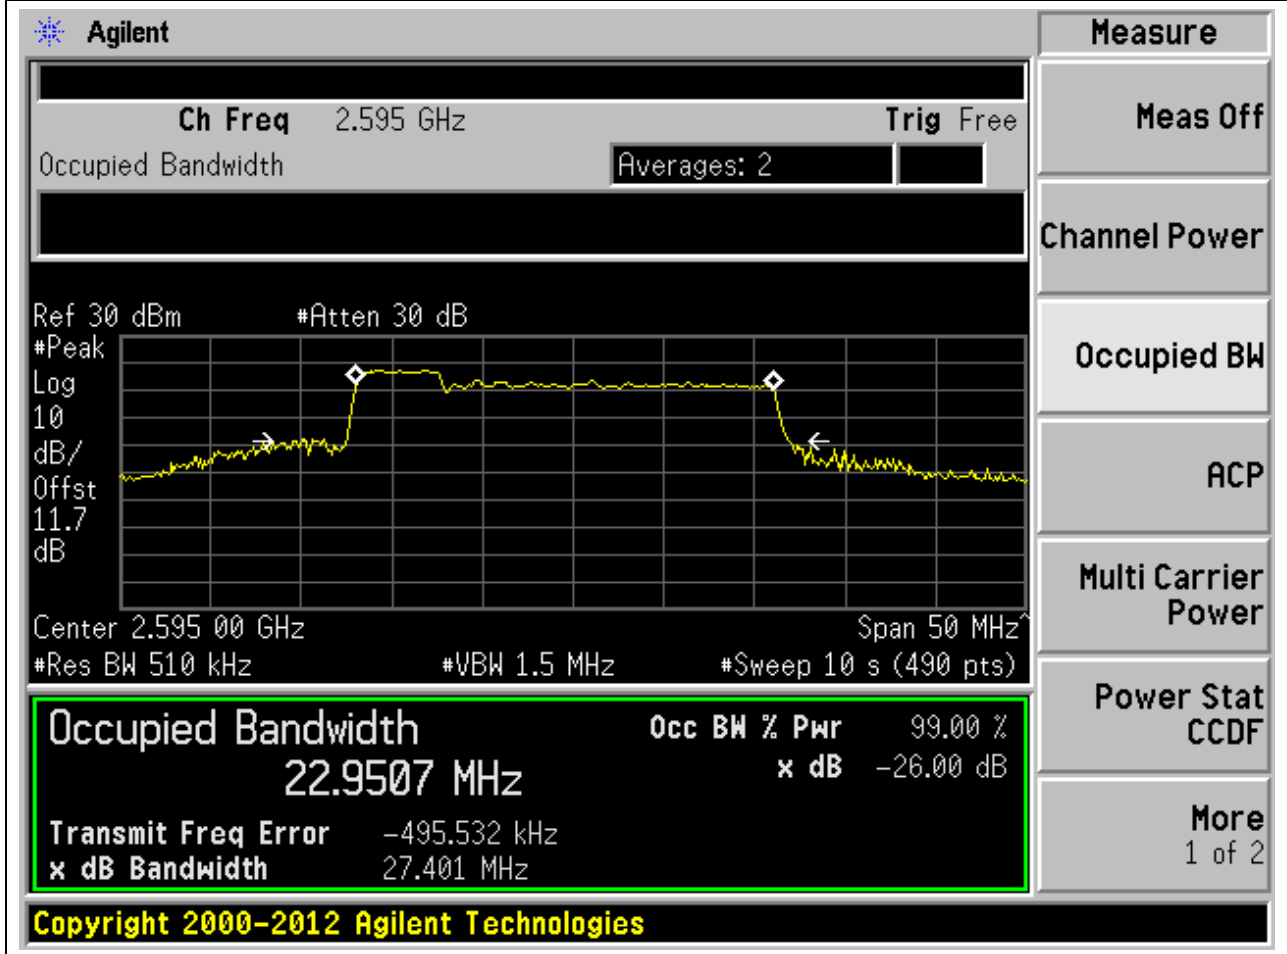 Agilent
Measure
Ch Freq 2.595 GHz Trig Free
Occupied Bandwidth Averages: 2
Meas Off
Channel Power
Ref 30 dBm #Atten 30 dB
#Peak
Log
10
dB/
Offst
11.7
dB
Occupied BW
ACP
Center 2.595 00 GHz Span 50 MHz^
#Res BW 510 kHz #VBW 1.5 MHz #Sweep 10 s (490 pts)
Multi Carrier
Power
Occupied Bandwidth
22.9507 MHz
Occ BW % Pwr 99.00 %
x dB -26.00 dB
Transmit Freq Error -495.532 kHz
x dB Bandwidth 27.401 MHz
Power Stat
CCDF
More
1 of 2
Copyright 2000-2012 Agilent Technologies